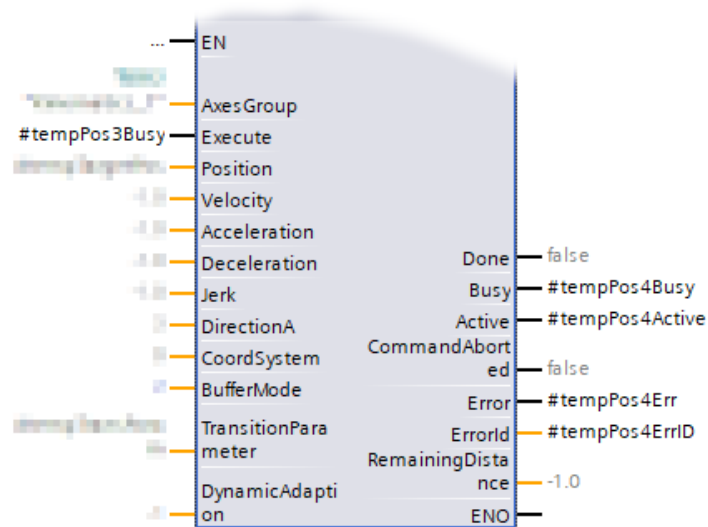 ... EN
AxesGroup
#tempPos3Busy Execute
Position
Velocity
Acceleration
Deceleration Done false
Jerk Busy #tempPos4Busy
DirectionA Active #tempPos4Active
CoordSystem CommandAbort
ed false
BufferMode
Error #tempPos4Err
TransitionPara
meter
ErrorId #tempPos4ErrID
RemainingDista
nce -1.0
DynamicAdapti
on ENO